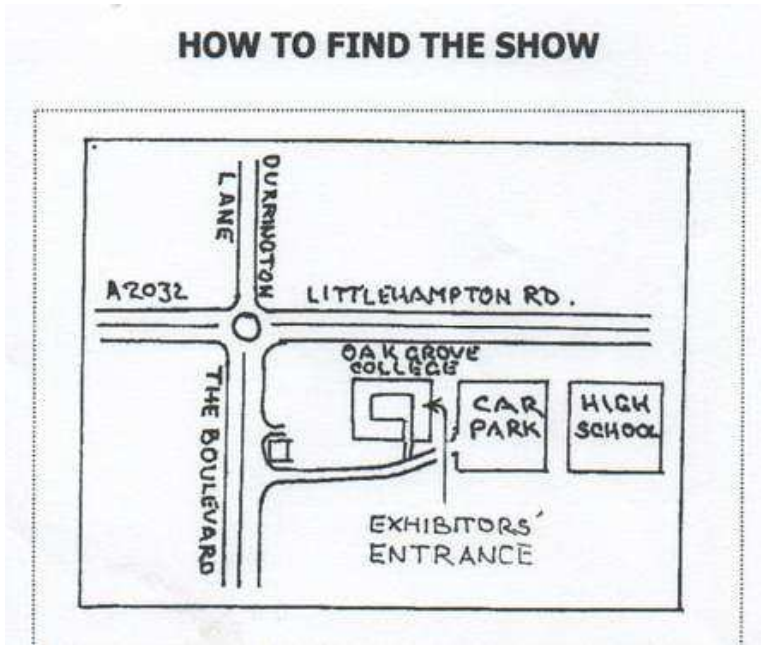 HOW TO FIND THE SHOW
DURRINGTON
LANE
A2032
LITTLEHAMPTON RD.
OAK GROVE
COLLEGE
THE BOULEVARD
CAR
PARK
HIGH
SCHOOL
EXHIBITORS'
ENTRANCE